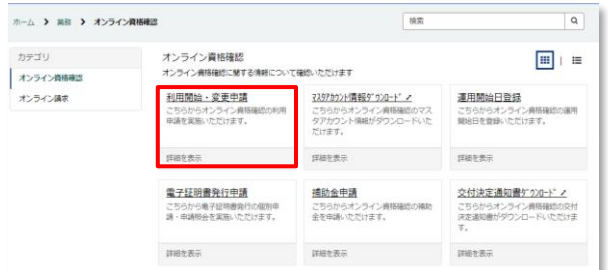 ホーム > 業務 > オンライン資格確認
検索
カテゴリ
オンライン資格確認
オンライン請求
オンライン資格確認
オンライン資格確認に関する情報について確認いただけます
利用開始・変更申請
こちらからオンライン資格確認の利用
申請を実施いただけます。
詳細を表示
ﾏｽﾀｱｶｳﾝﾄ情報ﾀﾞｳﾝﾛｰﾄﾞ
こちらからオンライン資格確認のマス
タアカウント情報がダウンロードいた
だけます。
詳細を表示
運用開始日登録
こちらからオンライン資格確認の運用
開始日を登録いただけます。
詳細を表示
電子証明書発行申請
こちらから電子証明書発行の個別申
請・申請照会を実施いただけます。
詳細を表示
補助金申請
こちらからオンライン資格確認の補助
金を申請いただけます。
詳細を表示
交付決定通知書ﾀﾞｳﾝﾛｰﾄﾞ
こちらからオンライン資格確認の交付
決定通知書がダウンロードいただけま
す。
詳細を表示